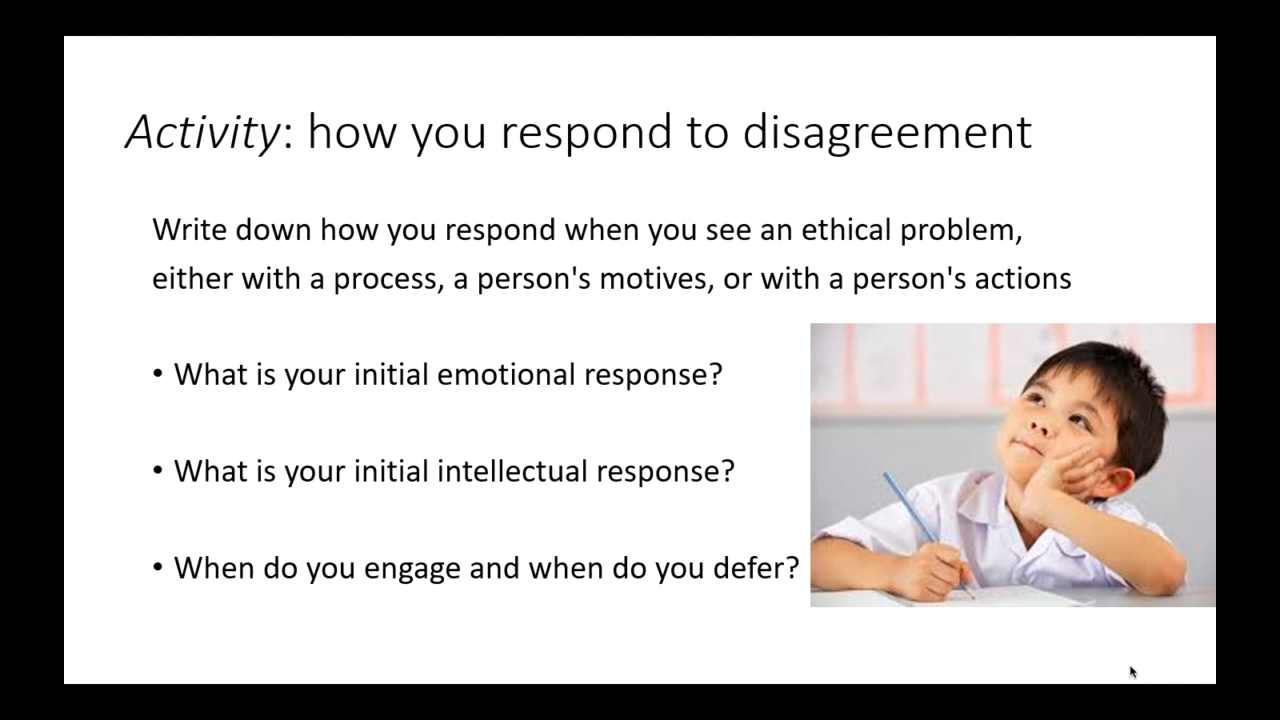 Activity: how you respond to disagreement
Write down how you respond when you see an ethical problem,
either with a process, a person's motives, or with a person's actions
• What is your initial emotional response?
• What is your initial intellectual response?
• When do you engage and when do you defer?